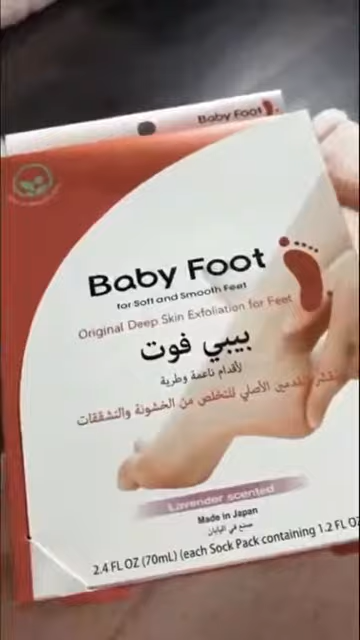 Baby Foot
Baby Foot
for Soft and Smooth Feet
Original Deep Skin Exfoliation for Feet
بيبي فوت
لأقدام ناعمة وطرية
القدمين الأصلي للتخلص من الخشونة والتشققات
Lavender scented
Made in Japan
صنع في اليابان
2.4 FL OZ (70mL) (each Sock Pack containing 1.2 FL OZ